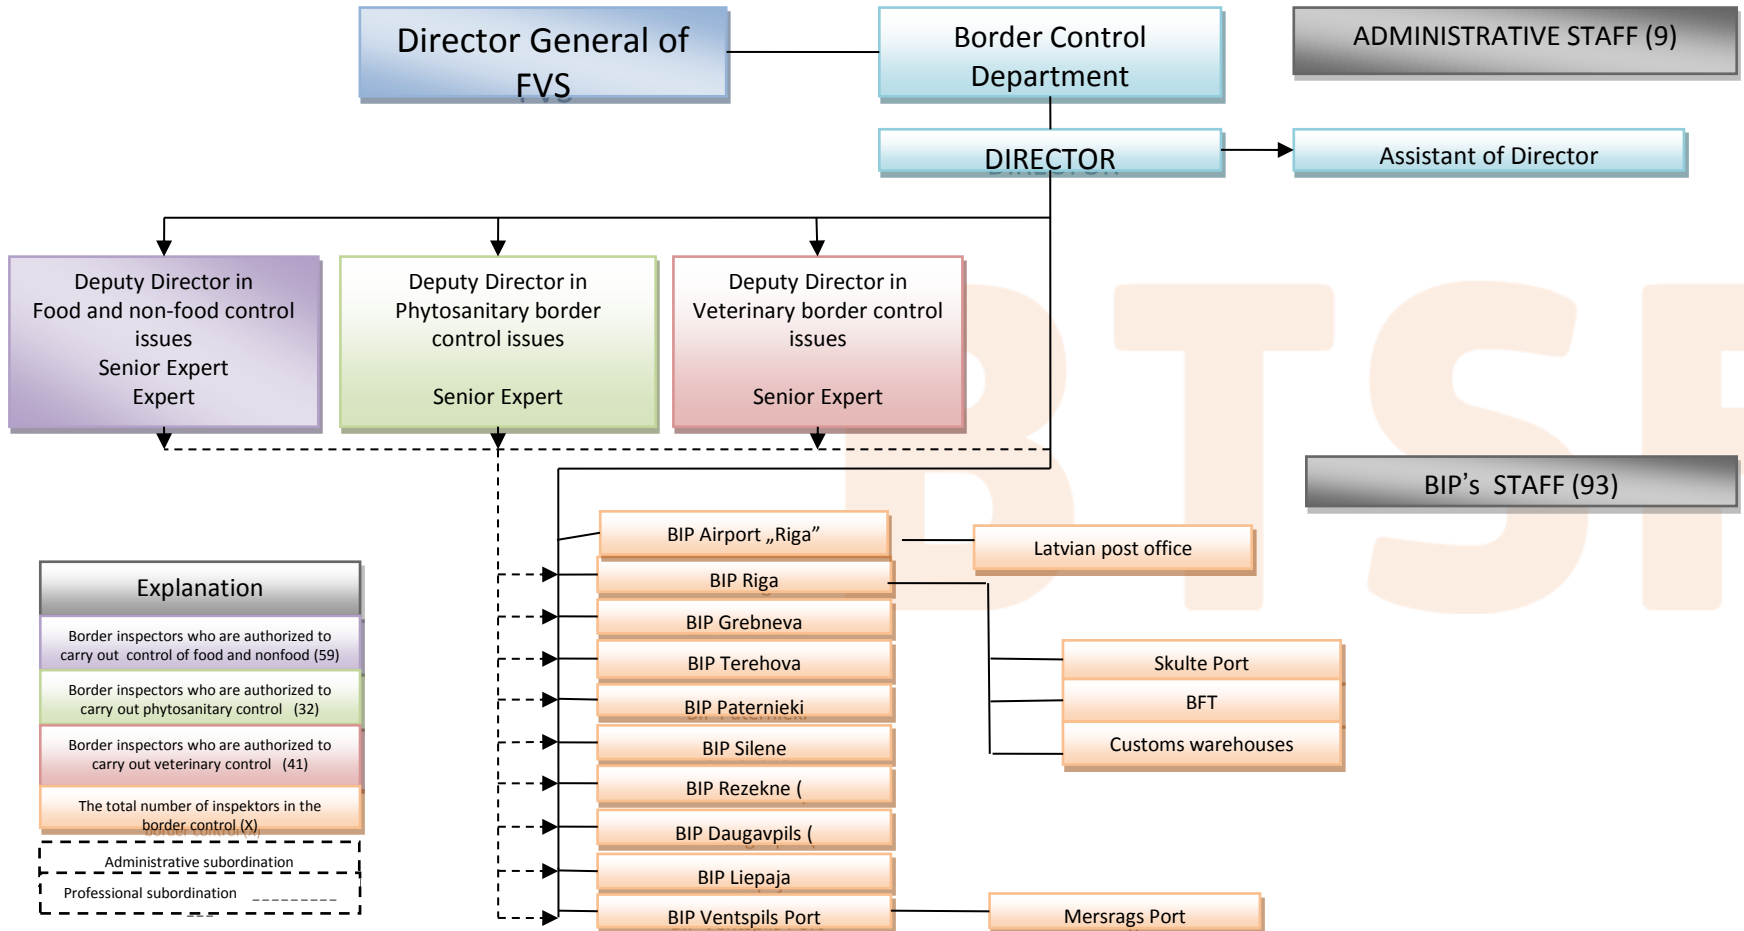 Director General of
FVS
Border Control
Department
ADMINISTRATIVE STAFF (9)
DIRECTOR
Assistant of Director
Deputy Director in
Food and non-food control
issues
Senior Expert
Expert
Deputy Director in
Phytosanitary border
control issues
Senior Expert
Deputy Director in
Veterinary border control
issues
Senior Expert
BTSF
BIP's STAFF (93)
BIP Airport „Riga”
Latvian post office
BIP Riga
BIP Grebneva
BIP Terehova
BIP Paternieki
BIP Silene
BIP Rezekne (
BIP Daugavpils (
BIP Liepaja
BIP Ventspils Port
Skulte Port
BFT
Customs warehouses
Mersrags Port
Explanation
Border inspectors who are authorized to
carry out control of food and nonfood (59)
Border inspectors who are authorized to
carry out phytosanitary control (32)
Border inspectors who are authorized to
carry out veterinary control (41)
The total number of inspektors in the
border control (X)
Administrative subordination
Professional subordination _________
___